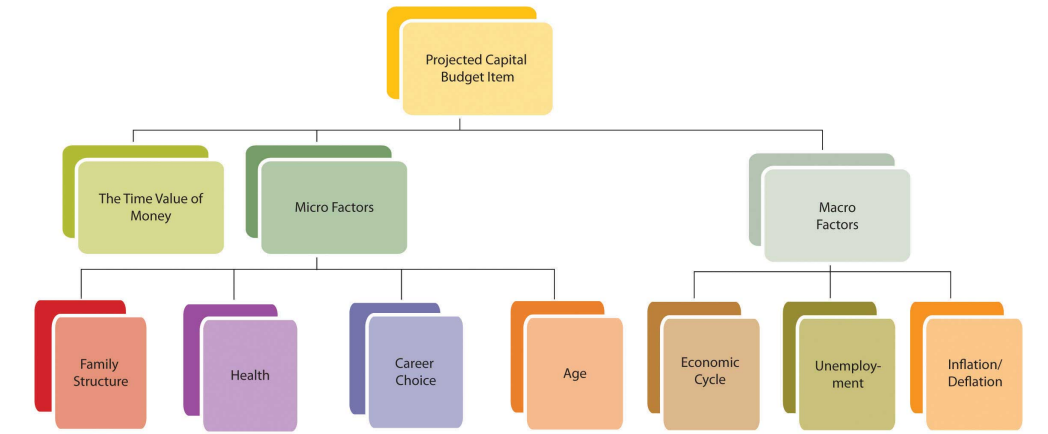 Projected Capital
Budget Item
The Time Value of
Money
Micro Factors
Macro
Factors
Family
Structure
Health
Career
Choice
Age
Economic
Cycle
Unemploy-
ment
Inflation/
Deflation